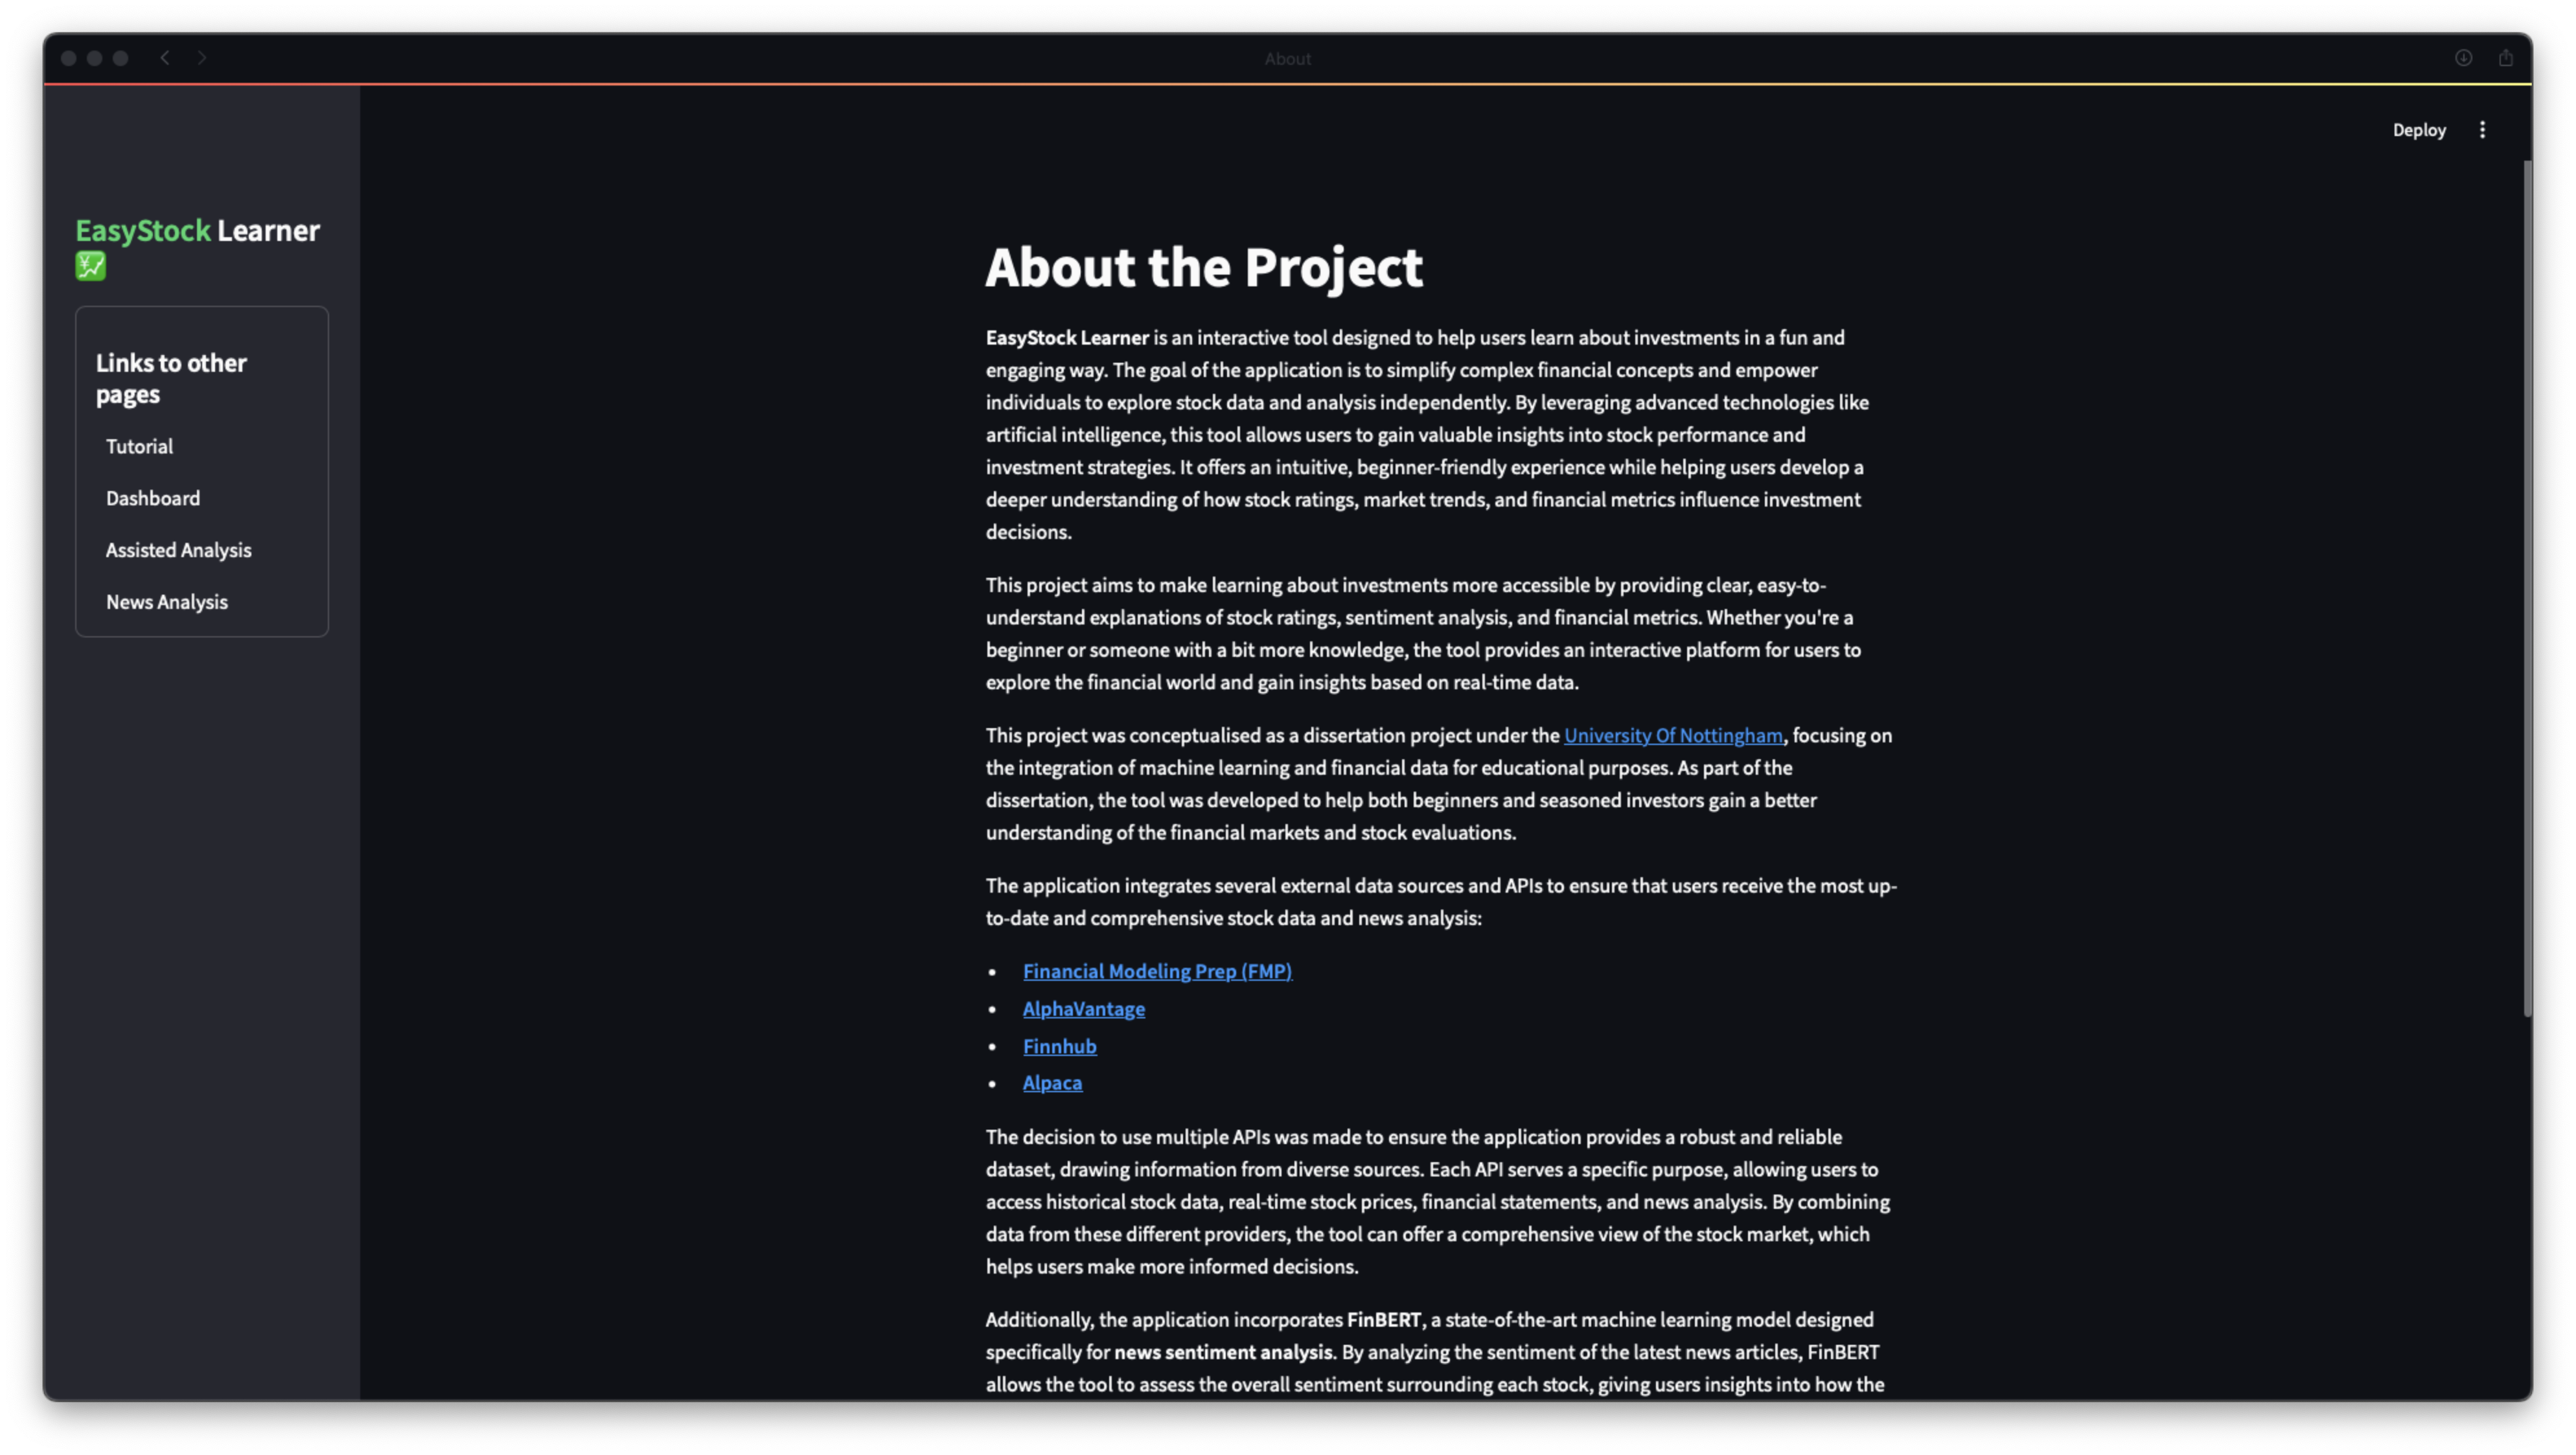 About
Deploy
EasyStock Learner
Links to other
pages
Tutorial
Dashboard
Assisted Analysis
News Analysis
About the Project
EasyStock Learner is an interactive tool designed to help users learn about investments in a fun and
engaging way. The goal of the application is to simplify complex financial concepts and empower
individuals to explore stock data and analysis independently. By leveraging advanced technologies like
artificial intelligence, this tool allows users to gain valuable insights into stock performance and
investment strategies. It offers an intuitive, beginner-friendly experience while helping users develop a
deeper understanding of how stock ratings, market trends, and financial metrics influence investment
decisions.
This project aims to make learning about investments more accessible by providing clear, easy-to-
understand explanations of stock ratings, sentiment analysis, and financial metrics. Whether you're a
beginner or someone with a bit more knowledge, the tool provides an interactive platform for users to
explore the financial world and gain insights based on real-time data.
This project was conceptualised as a dissertation project under the University Of Nottingham, focusing on
the integration of machine learning and financial data for educational purposes. As part of the
dissertation, the tool was developed to help both beginners and seasoned investors gain a better
understanding of the financial markets and stock evaluations.
The application integrates several external data sources and APIs to ensure that users receive the most up-
to-date and comprehensive stock data and news analysis:
• Financial Modeling Prep (FMP)
• AlphaVantage
• Finnhub
• Alpaca
The decision to use multiple APIs was made to ensure the application provides a robust and reliable
dataset, drawing information from diverse sources. Each API serves a specific purpose, allowing users to
access historical stock data, real-time stock prices, financial statements, and news analysis. By combining
data from these different providers, the tool can offer a comprehensive view of the stock market, which
helps users make more informed decisions.
Additionally, the application incorporates FinBERT, a state-of-the-art machine learning model designed
specifically for news sentiment analysis. By analyzing the sentiment of the latest news articles, FinBERT
allows the tool to assess the overall sentiment surrounding each stock, giving users insights into how the